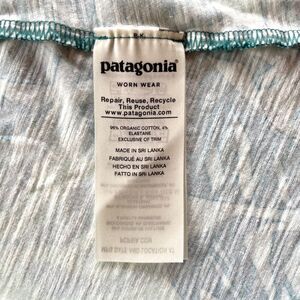 patagonia®
WORN WEAR
Repair, Reuse, Recycle
This Product
www.patagonia.com
96% ORGANIC COTTON, 4%
ELASTANE
EXCLUSIVE OF TRIM
MADE IN SRI LANKA
FABRIQUÉ AU SRI LANKA
HECHO EN SRI LANKA
FATTO IN SRI LANKA